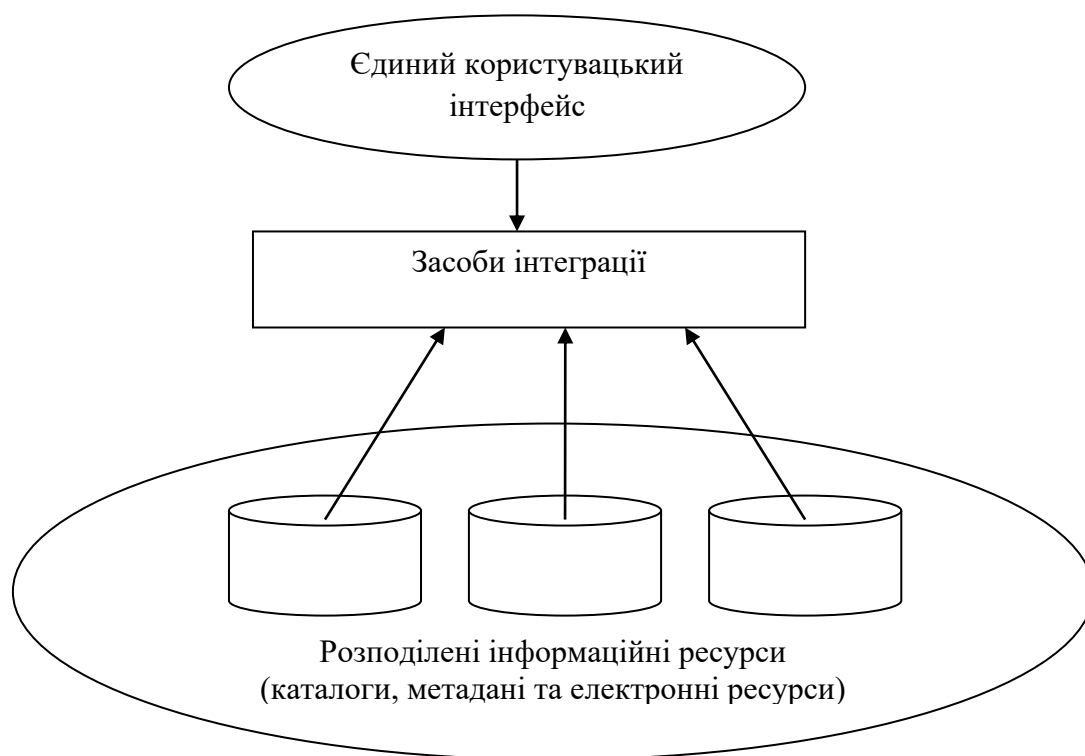 Єдиний користувацький
інтерфейс
Засоби інтеграції
Розподілені інформаційні ресурси
(каталоги, метадані та електронні ресурси)